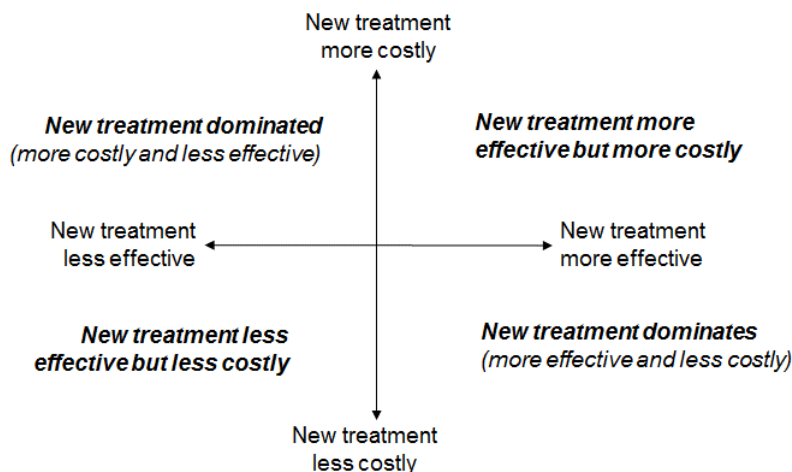 New treatment
more costly
New treatment dominated
(more costly and less effective)
New treatment more
effective but more costly
New treatment
less effective
New treatment
more effective
New treatment less
effective but less costly
New treatment dominates
(more effective and less costly)
New treatment
less costly